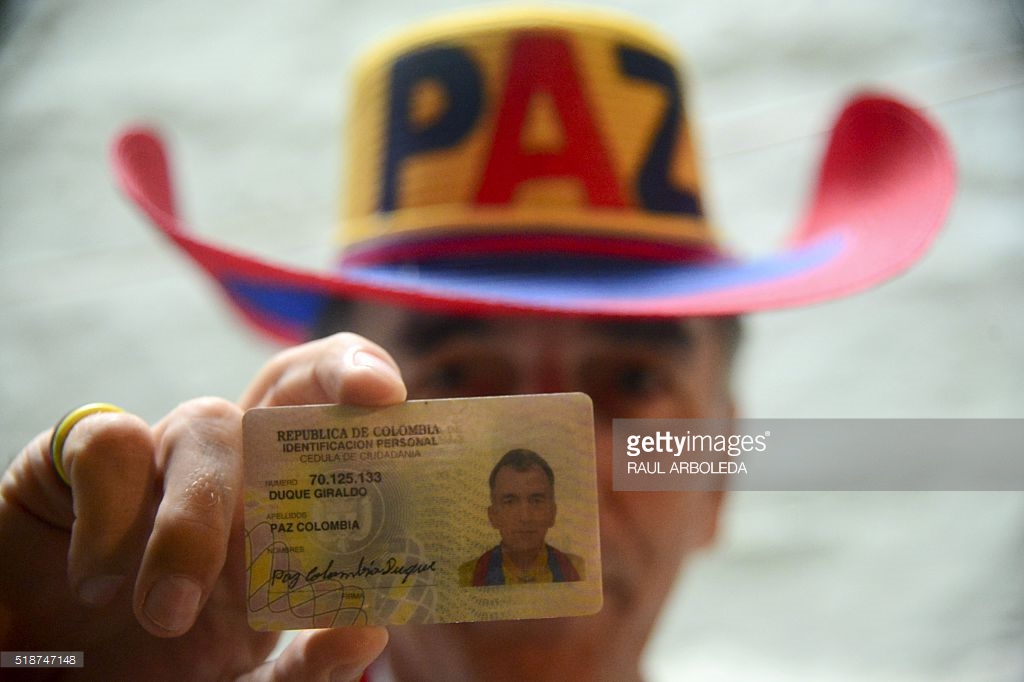 PAZ
REPUBLICA DE COLOMBIA
IDENTIFICACION PERSONAL
CEDULA DE CIUDADANIA
NUMERO 70.125.133
DUQUE GIRALDO
APELLIDOS
PAZ COLOMBIA
NOMBRES
Paz Colombia Duque
FIRMA
gettyimages®
RAUL ARBOLEDA
518747148